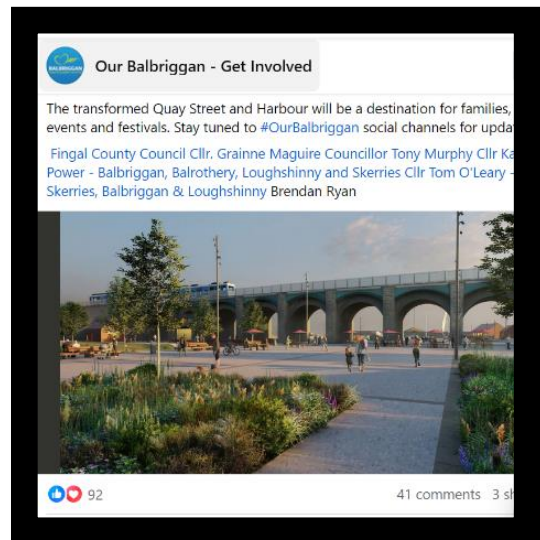 Our Balbriggan - Get Involved
The transformed Quay Street and Harbour will be a destination for families,
events and festivals. Stay tuned to #OurBalbriggan social channels for upda
Fingal County Council Cllr. Grainne Maguire Councillor Tony Murphy Cllr Ka
Power - Balbriggan, Balrothery, Loughshinny and Skerries Cllr Tom O'Leary -
Skerries, Balbriggan & Loughshinny Brendan Ryan
92
41 comments 3 sh